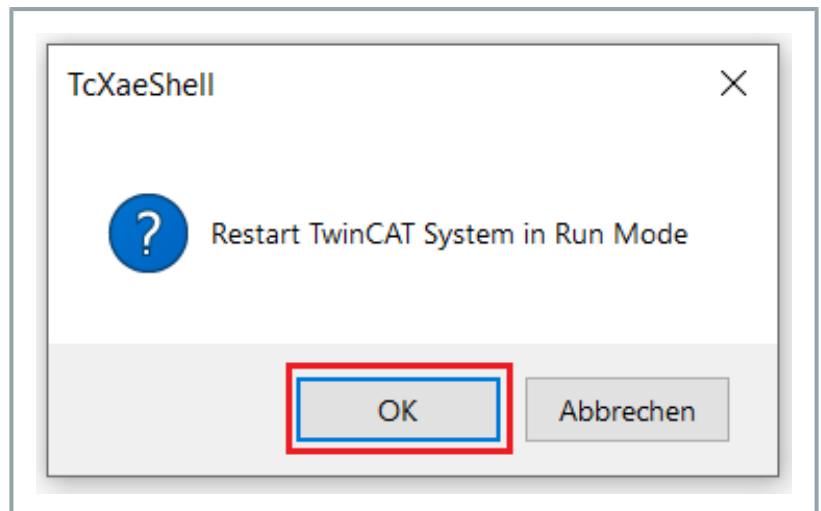 TcXaeShell
?
Restart TwinCAT System in Run Mode
OK
Abbrechen